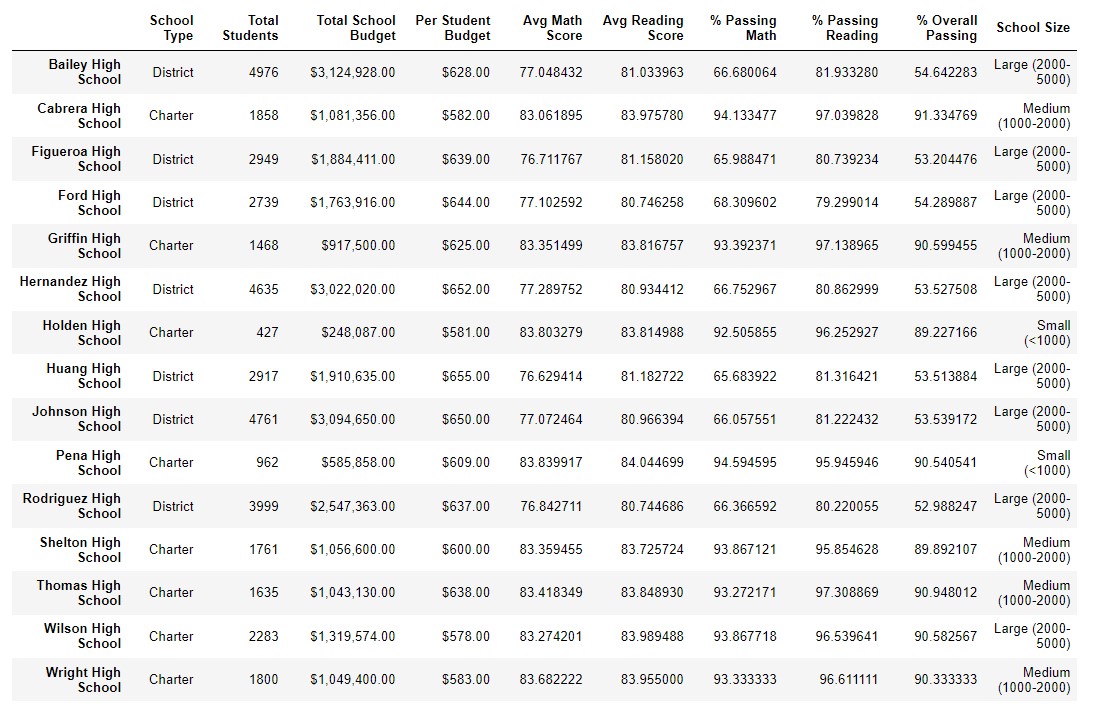 School Type Total Students Total School Budget Per Student Budget Avg Math Score Avg Reading Score % Passing Math % Passing Reading % Overall Passing School Size
Bailey High School District 4976 $3,124,928.00 $628.00 77.048432 81.033963 66.680064 81.933280 54.642283 Large (2000-5000)
Cabrera High School Charter 1858 $1,081,356.00 $582.00 83.061895 83.975780 94.133477 97.039828 91.334769 Medium (1000-2000)
Figueroa High School District 2949 $1,884,411.00 $639.00 76.711767 81.158020 65.988471 80.739234 53.204476 Large (2000-5000)
Ford High School District 2739 $1,763,916.00 $644.00 77.102592 80.746258 68.309602 79.299014 54.289887 Large (2000-5000)
Griffin High School Charter 1468 $917,500.00 $625.00 83.351499 83.816757 93.392371 97.138965 90.599455 Medium (1000-2000)
Hernandez High School District 4635 $3,022,020.00 $652.00 77.289752 80.934412 66.752967 80.862999 53.527508 Large (2000-5000)
Holden High School Charter 427 $248,087.00 $581.00 83.803279 83.814988 92.505855 96.252927 89.227166 Small (<1000)
Huang High School District 2917 $1,910,635.00 $655.00 76.629414 81.182722 65.683922 81.316421 53.513884 Large (2000-5000)
Johnson High School District 4761 $3,094,650.00 $650.00 77.072464 80.966394 66.057551 81.222432 53.539172 Large (2000-5000)
Pena High School Charter 962 $585,858.00 $609.00 83.839917 84.044699 94.594595 95.945946 90.540541 Small (<1000)
Rodriguez High School District 3999 $2,547,363.00 $637.00 76.842711 80.744686 66.366592 80.220055 52.988247 Large (2000-5000)
Shelton High School Charter 1761 $1,056,600.00 $600.00 83.359455 83.725724 93.867121 95.854628 89.892107 Medium (1000-2000)
Thomas High School Charter 1635 $1,043,130.00 $638.00 83.418349 83.848930 93.272171 97.308869 90.948012 Medium (1000-2000)
Wilson High School Charter 2283 $1,319,574.00 $578.00 83.274201 83.989488 93.867718 96.539641 90.582567 Large (2000-5000)
Wright High School Charter 1800 $1,049,400.00 $583.00 83.682222 83.955000 93.333333 96.611111 90.333333 Medium (1000-2000)